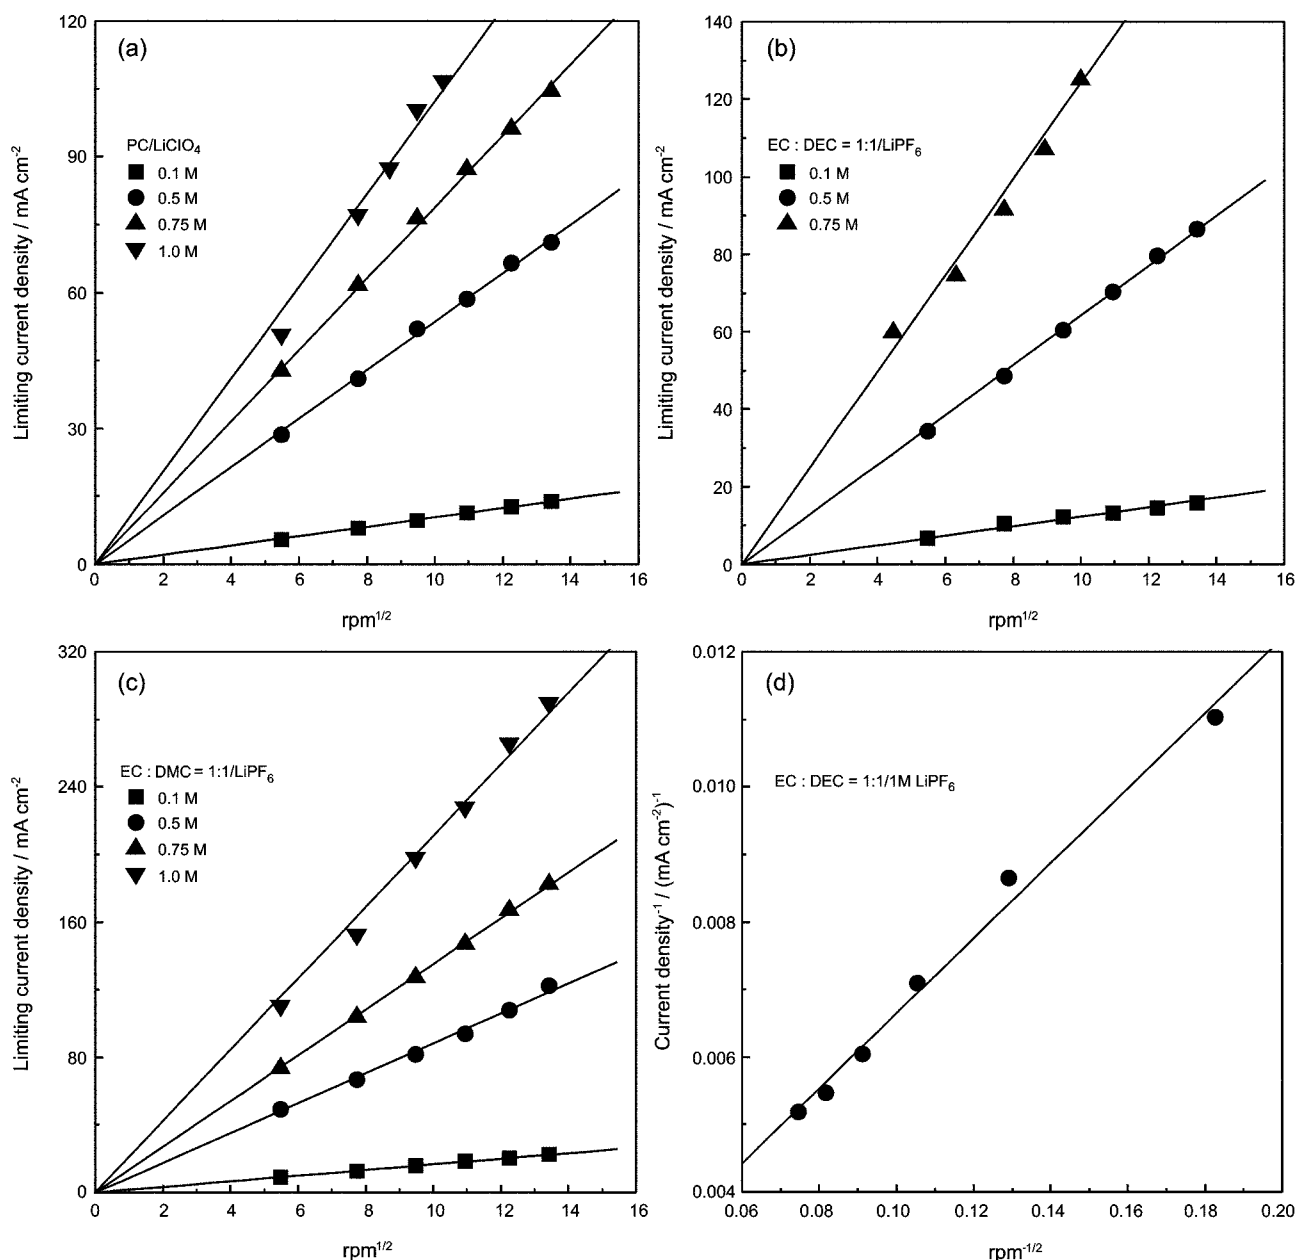 (a)
PC/LiClO4
0.1 M
0.5 M
0.75 M
1.0 M
Limiting current density / mA cm-2
120
90
60
30
0
0 2 4 6 8 10 12 14 16
rpm1/2
(b)
EC : DEC = 1:1/LiPF6
0.1 M
0.5 M
0.75 M
Limiting current density / mA cm-2
140
120
100
80
60
40
20
0
0 2 4 6 8 10 12 14 16
rpm1/2
(c)
EC : DMC = 1:1/LiPF6
0.1 M
0.5 M
0.75 M
1.0 M
Limiting current density / mA cm-2
320
240
160
80
0
0 2 4 6 8 10 12 14 16
rpm1/2
(d)
EC : DEC = 1:1/1M LiPF6
Current density-1 / (mA cm-2)-1
0.012
0.010
0.008
0.006
0.004
0.06 0.08 0.10 0.12 0.14 0.16 0.18 0.20
rpm-1/2